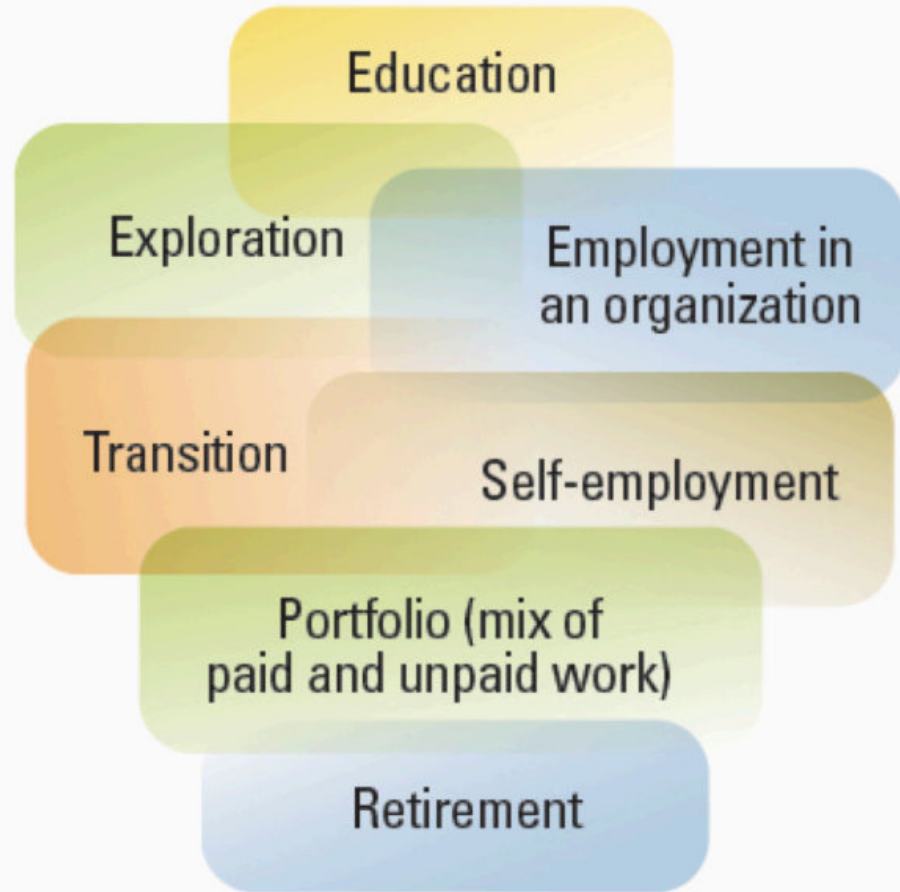 Education
Exploration
Employment in
an organization
Transition
Self-employment
Portfolio (mix of
paid and unpaid work)
Retirement